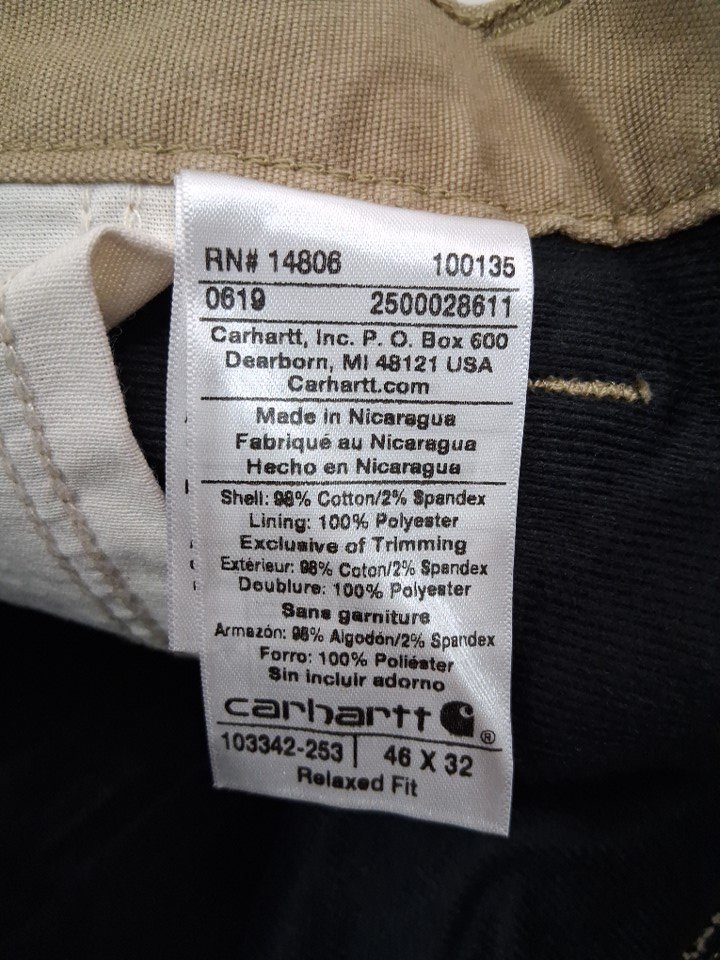 RN# 14806 100135
0619 2500028611
Carhartt, Inc. P. O. Box 600
Dearborn, MI 48121 USA
Carhartt.com
Made in Nicaragua
Fabriqué au Nicaragua
Hecho en Nicaragua
Shell: 98% Cotton/2% Spandex
Lining: 100% Polyester
Exclusive of Trimming
Extérieur: 98% Coton/2% Spandex
Doublure: 100% Polyester
Sans garniture
Armazón: 98% Algodón/2% Spandex
Forro: 100% Poliéster
Sin incluir adorno
carhartt ®
103342-253 | 46 X 32
Relaxed Fit